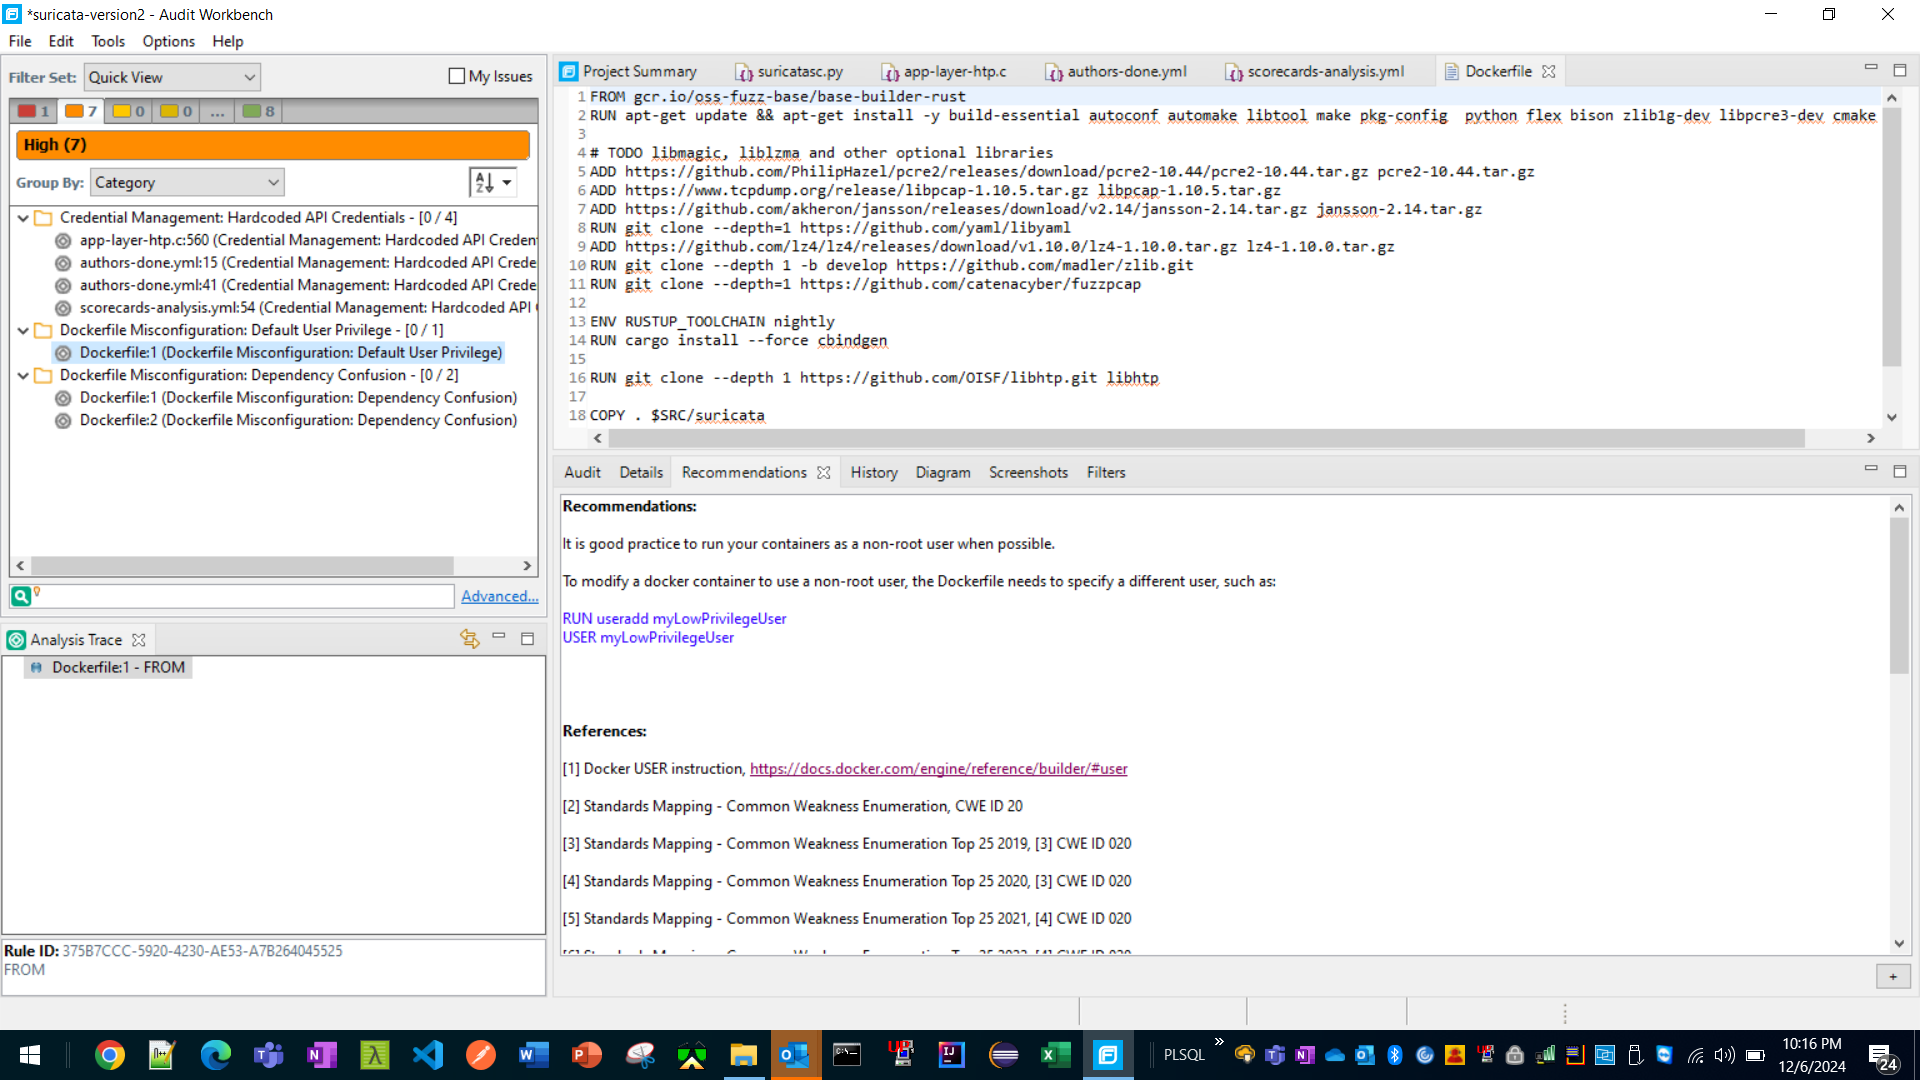 *suricata-version2 - Audit Workbench
File Edit Tools Options Help
Filter Set: Quick View My Issues
1 7 0 0 ... 8
High (7)
Group By: Category
Credential Management: Hardcoded API Credentials - [0 / 4]
app-layer-htp.c:560 (Credential Management: Hardcoded API Creden
authors-done.yml:15 (Credential Management: Hardcoded API Crede
authors-done.yml:41 (Credential Management: Hardcoded API Crede
scorecards-analysis.yml:54 (Credential Management: Hardcoded API
Dockerfile Misconfiguration: Default User Privilege - [0 / 1]
Dockerfile:1 (Dockerfile Misconfiguration: Default User Privilege)
Dockerfile Misconfiguration: Dependency Confusion - [0 / 2]
Dockerfile:1 (Dockerfile Misconfiguration: Dependency Confusion)
Dockerfile:2 (Dockerfile Misconfiguration: Dependency Confusion)
Advanced...
Analysis Trace
Dockerfile:1 - FROM
Rule ID: 375B7CCC-5920-4230-AE53-A7B264045525
FROM
Project Summary suricatasc.py app-layer-htp.c authors-done.yml scorecards-analysis.yml Dockerfile
1 FROM gcr.io/oss-fuzz-base/base-builder-rust
2 RUN apt-get update && apt-get install -y build-essential autoconf automake libtool make pkg-config  python flex bison zlib1g-dev libpcre3-dev cmake
3
4 # TODO libmagic, liblzma and other optional libraries
5 ADD https://github.com/PhilipHazel/pcre2/releases/download/pcre2-10.44/pcre2-10.44.tar.gz pcre2-10.44.tar.gz
6 ADD https://www.tcpdump.org/release/libpcap-1.10.5.tar.gz libpcap-1.10.5.tar.gz
7 ADD https://github.com/akheron/jansson/releases/download/v2.14/jansson-2.14.tar.gz jansson-2.14.tar.gz
8 RUN git clone --depth=1 https://github.com/yaml/libyaml
9 ADD https://github.com/lz4/lz4/releases/download/v1.10.0/lz4-1.10.0.tar.gz lz4-1.10.0.tar.gz
10 RUN git clone --depth 1 -b develop https://github.com/madler/zlib.git
11 RUN git clone --depth=1 https://github.com/catenacyber/fuzzpcap
12
13 ENV RUSTUP_TOOLCHAIN nightly
14 RUN cargo install --force cbindgen
15
16 RUN git clone --depth 1 https://github.com/OISF/libhtp.git libhtp
17
18 COPY . $SRC/suricata
Audit Details Recommendations History Diagram Screenshots Filters
Recommendations:
It is good practice to run your containers as a non-root user when possible.
To modify a docker container to use a non-root user, the Dockerfile needs to specify a different user, such as:
RUN useradd myLowPrivilegeUser
USER myLowPrivilegeUser
References:
[1] Docker USER instruction, https://docs.docker.com/engine/reference/builder/#user
[2] Standards Mapping - Common Weakness Enumeration, CWE ID 20
[3] Standards Mapping - Common Weakness Enumeration Top 25 2019, [3] CWE ID 020
[4] Standards Mapping - Common Weakness Enumeration Top 25 2020, [3] CWE ID 020
[5] Standards Mapping - Common Weakness Enumeration Top 25 2021, [4] CWE ID 020
PLSQL
10:16 PM
12/6/2024
24